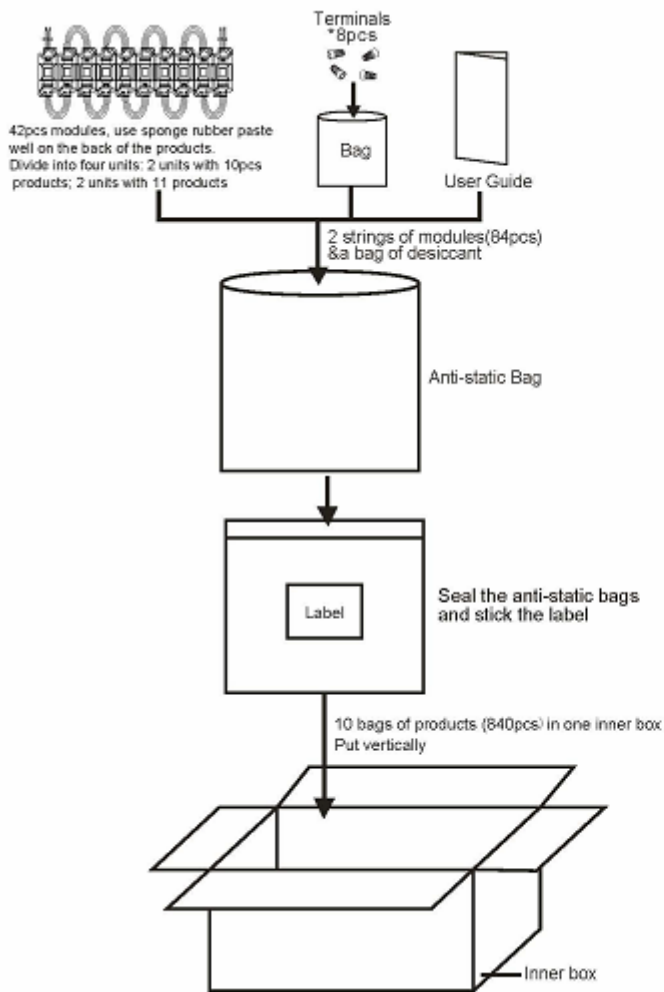 Terminals
*8pcs
42pcs modules, use sponge rubber paste
well on the back of the products.
Divide into four units: 2 units with 10pcs
products; 2 units with 11 products
Bag
User Guide
2 strings of modules(84pcs)
&a bag of desiccant
Anti-static Bag
Label
Seal the anti-static bags
and stick the label
10 bags of products (840pcs) in one inner box
Put vertically
Inner box